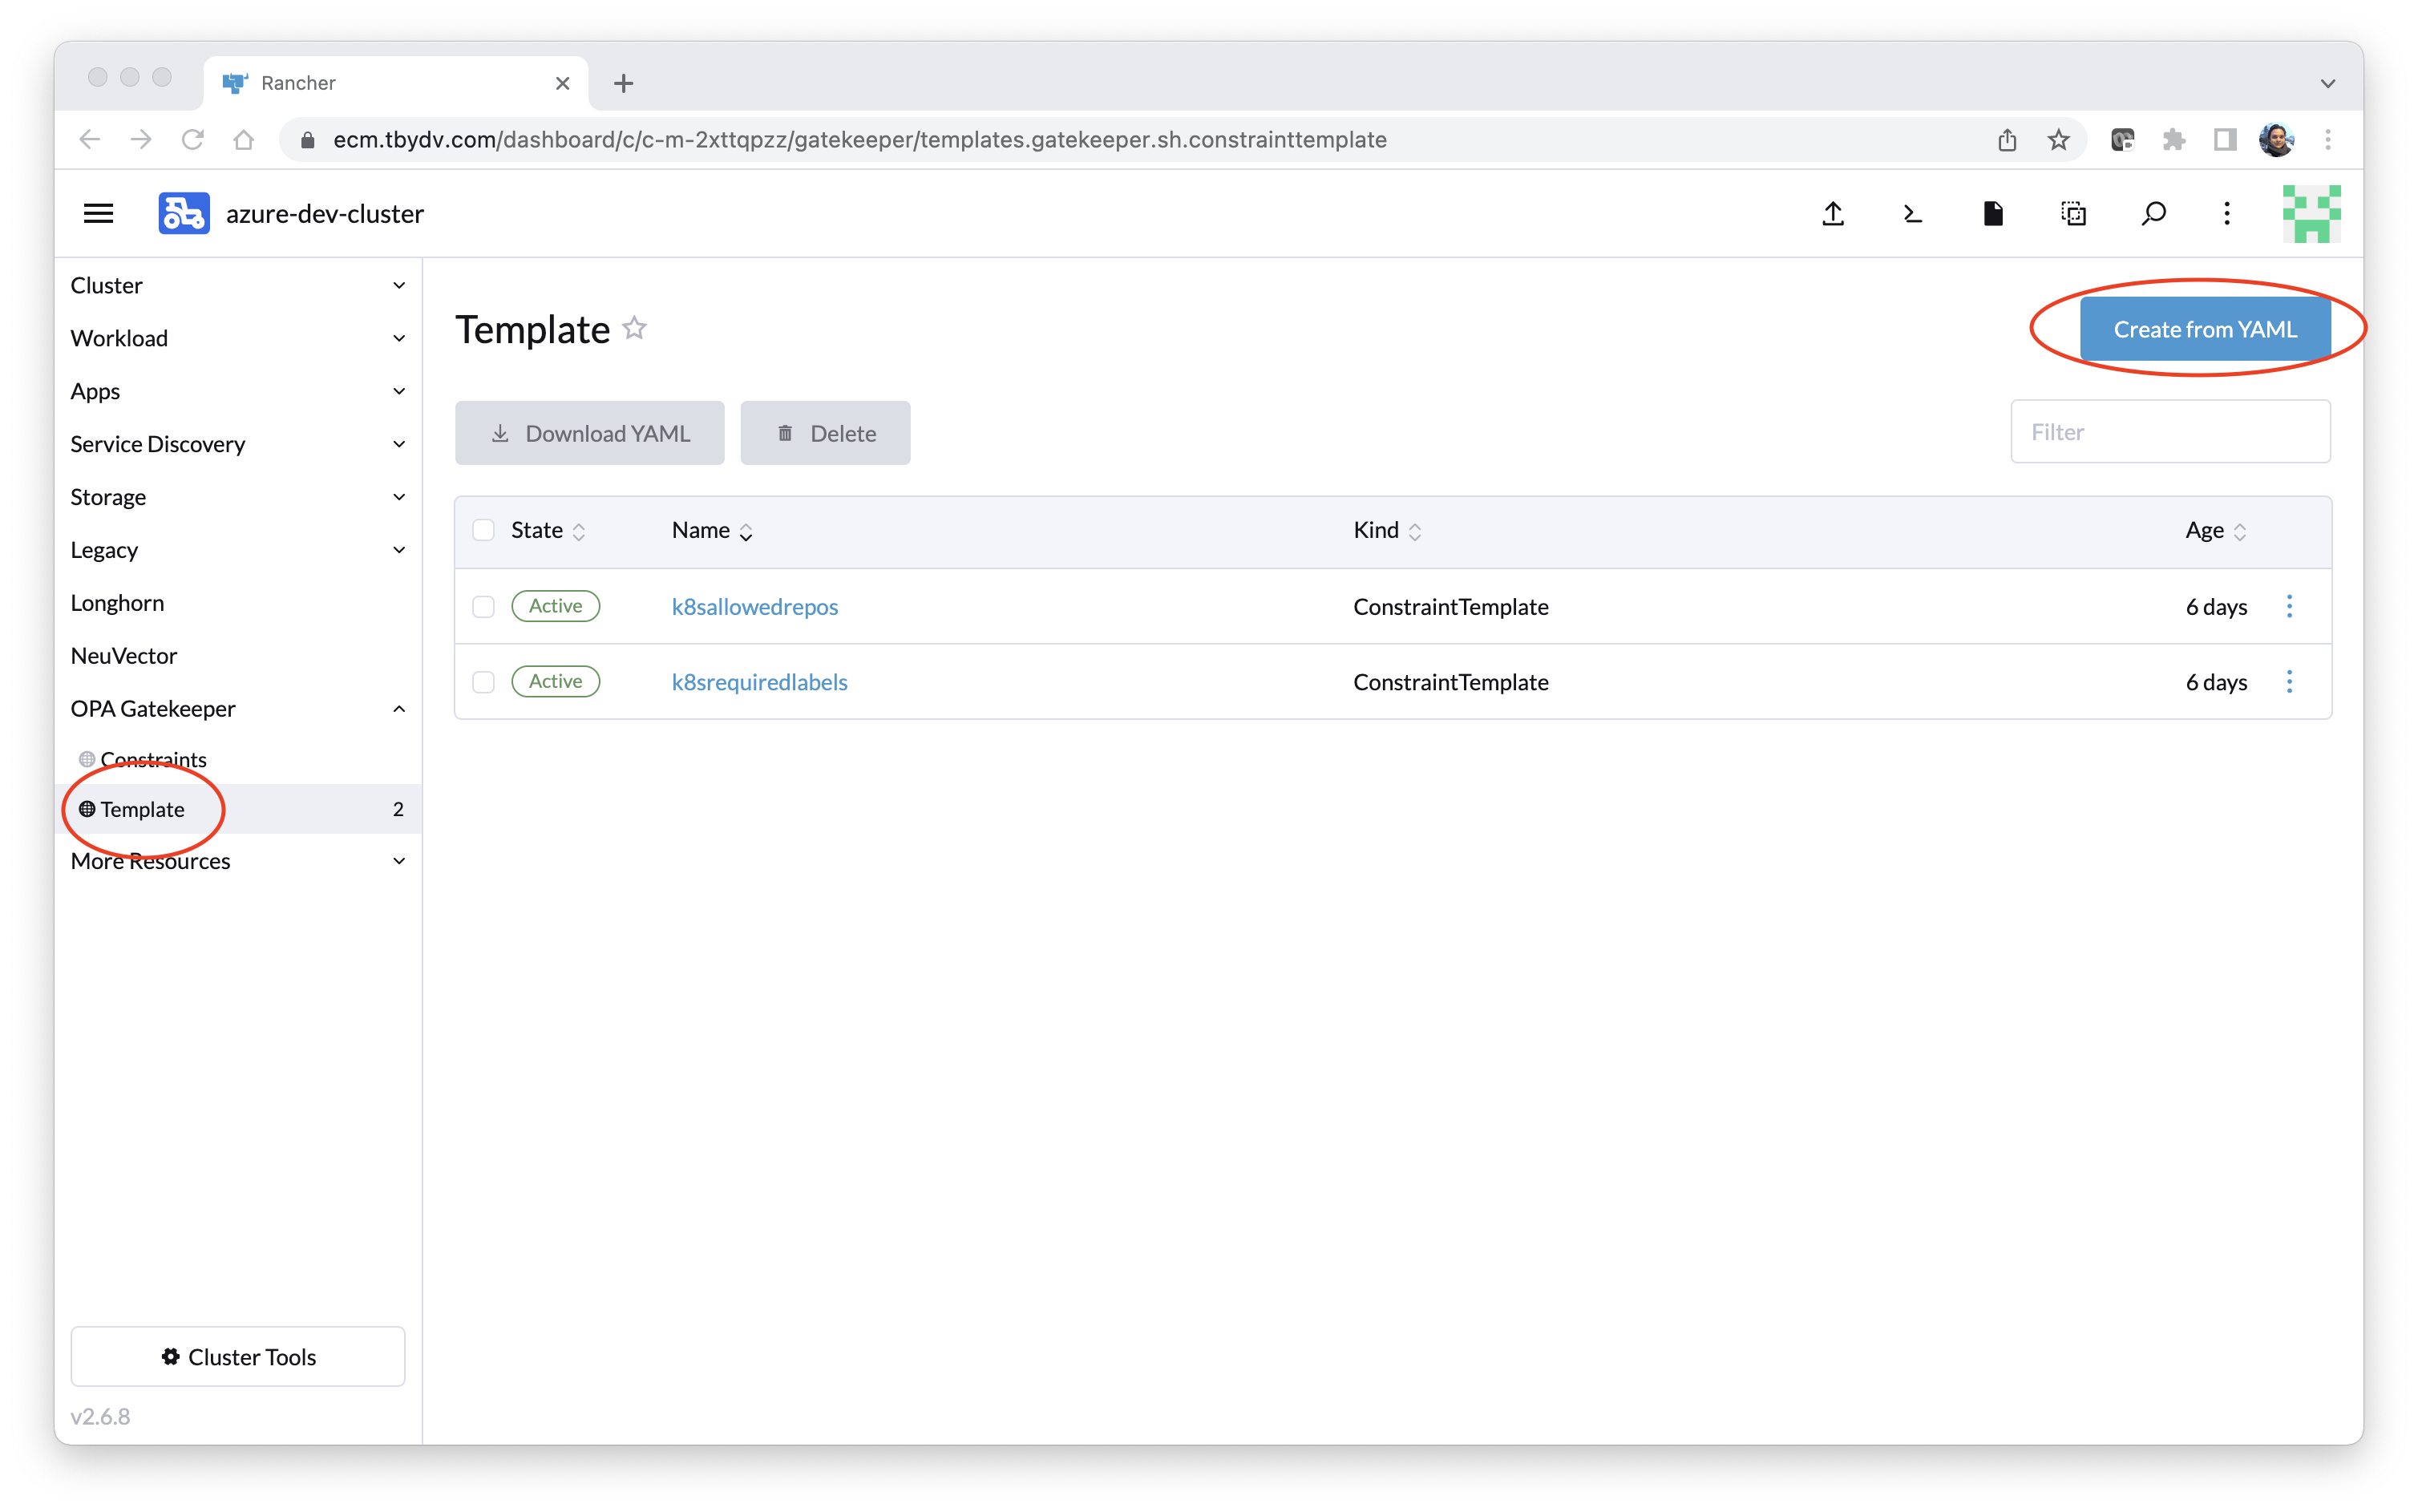 Rancher
ecm.tbydv.com/dashboard/c/c-m-2xttqpzz/gatekeeper/templates.gatekeeper.sh.constrainttemplate
azure-dev-cluster
Cluster
Workload
Apps
Service Discovery
Storage
Legacy
Longhorn
NeuVector
OPA Gatekeeper
Constraints
Template 2
More Resources
Cluster Tools
v2.6.8
Template
Create from YAML
Download YAML Delete
Filter
State Name Kind Age
Active k8sallowedrepos ConstraintTemplate 6 days
Active k8srequiredlabels ConstraintTemplate 6 days